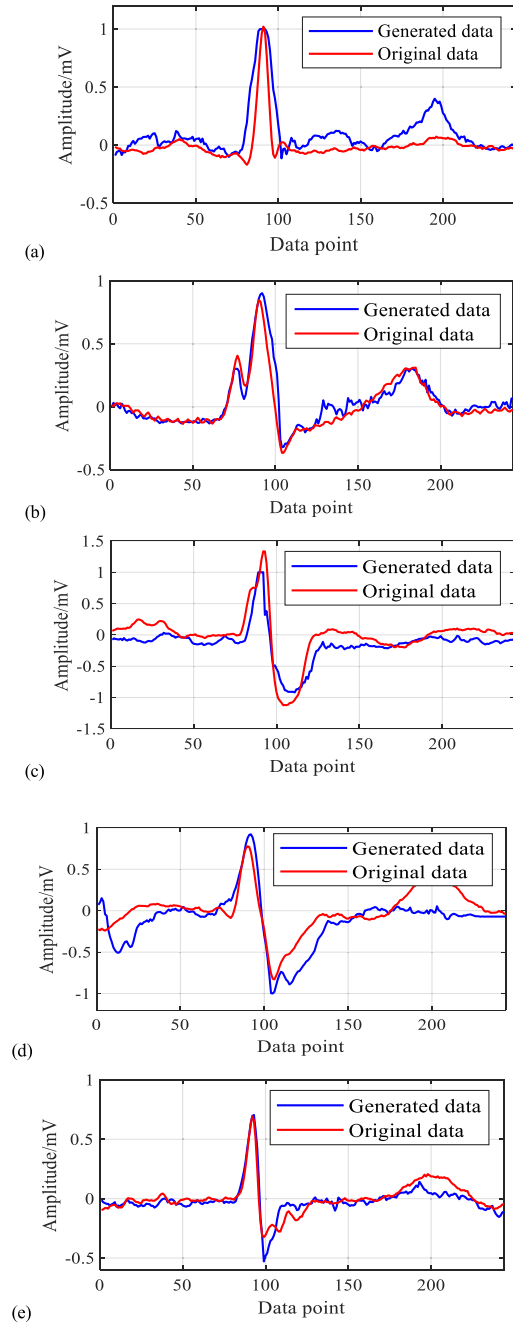 1
Generated data
Original data
0.5
0
-0.5
Amplitude/mV
0 50 100 150 200
Data point
(a)
1
Generated data
Original data
0.5
0
-0.5
Amplitude/mV
0 50 100 150 200
Data point
(b)
1.5
1
Generated data
Original data
0.5
0
-0.5
-1
-1.5
Amplitude/mV
0 50 100 150 200
Data point
(c)
1
Generated data
Original data
0.5
0
-0.5
-1
Amplitude/mV
0 50 100 150 200
Data point
(d)
1
Generated data
Original data
0.5
0
-0.5
Amplitude/mV
0 50 100 150 200
Data point
(e)